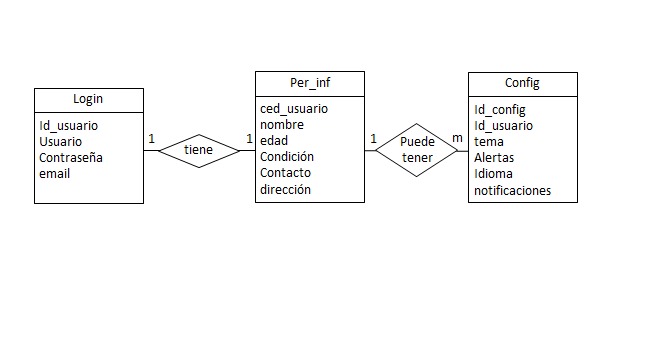 Login
Id_usuario
Usuario
Contraseña
email
1
tiene
1
Per_inf
ced_usuario
nombre
edad
Condición
Contacto
dirección
1
Puede
tener
m
Config
Id_config
Id_usuario
tema
Alertas
Idioma
notificaciones